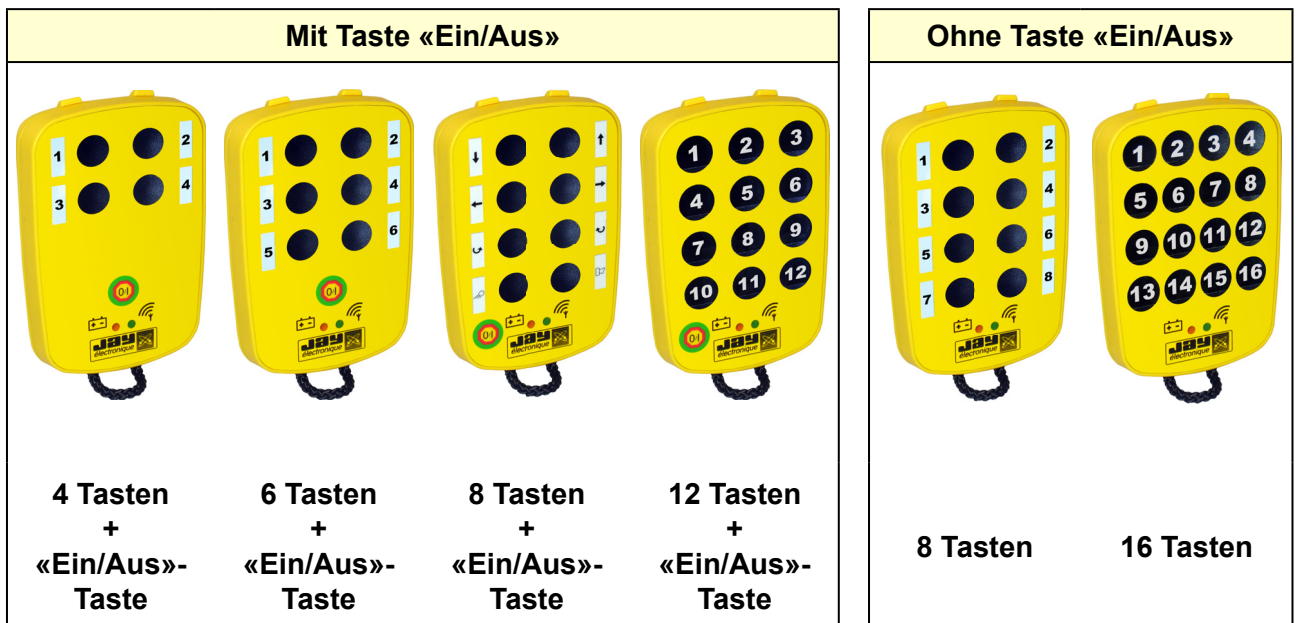 Mit Taste «Ein/Aus»
Ohne Taste «Ein/Aus»
1 2
3 4
O·I
Jay
électronique
1 2
3 4
5 6
O·I
Jay
électronique
O·I
Jay
électronique
1 2 3
4 5 6
7 8 9
10 11 12
O·I
Jay
électronique
1 2
3 4
5 6
7 8
Jay
électronique
1 2 3 4
5 6 7 8
9 10 11 12
13 14 15 16
Jay
électronique
4 Tasten
+
«Ein/Aus»-
Taste
6 Tasten
+
«Ein/Aus»-
Taste
8 Tasten
+
«Ein/Aus»-
Taste
12 Tasten
+
«Ein/Aus»-
Taste
8 Tasten
16 Tasten